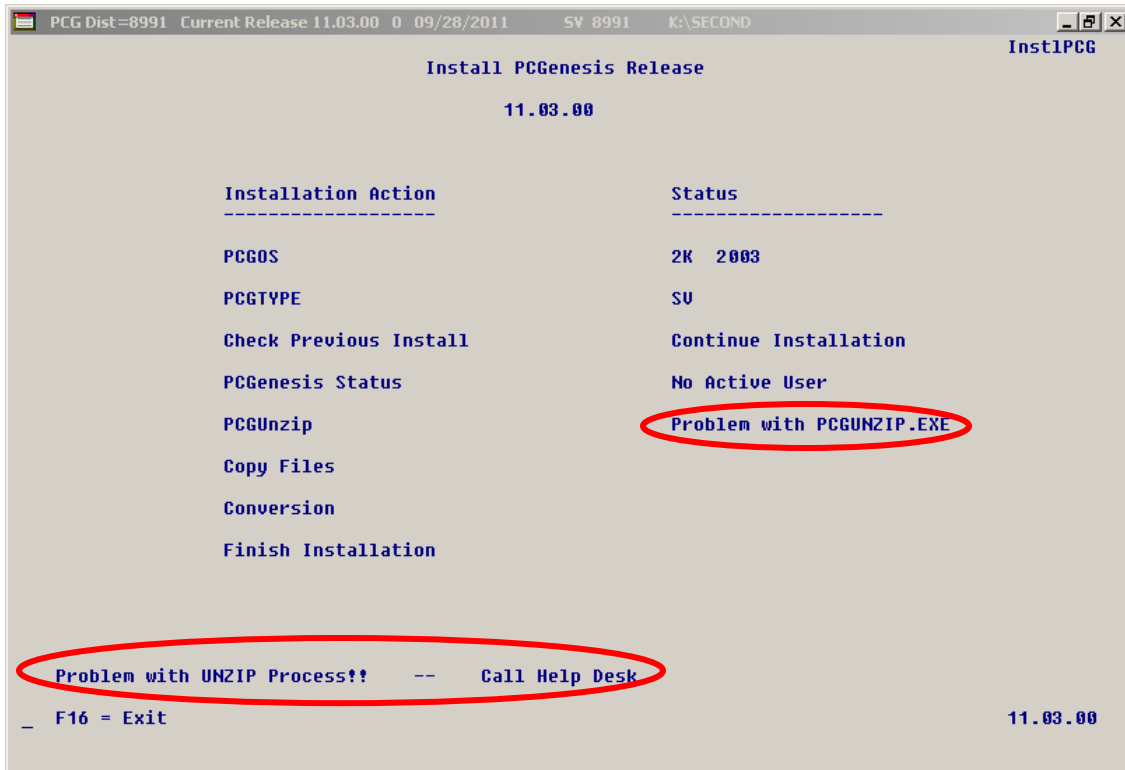 PCG Dist=8991 Current Release 11.03.00 0 09/28/2011 SV 8991 K:\SECOND
InstlPCG
Install PCGenesis Release
11.03.00
Installation Action Status
------------------- -------------------
PCGOS 2K 2003
PCGTYPE SV
Check Previous Install Continue Installation
PCGenesis Status No Active User
PCGUnzip Problem with PCGUNZIP.EXE
Copy Files
Conversion
Finish Installation
Problem with UNZIP Process!! -- Call Help Desk
_ F16 = Exit 11.03.00